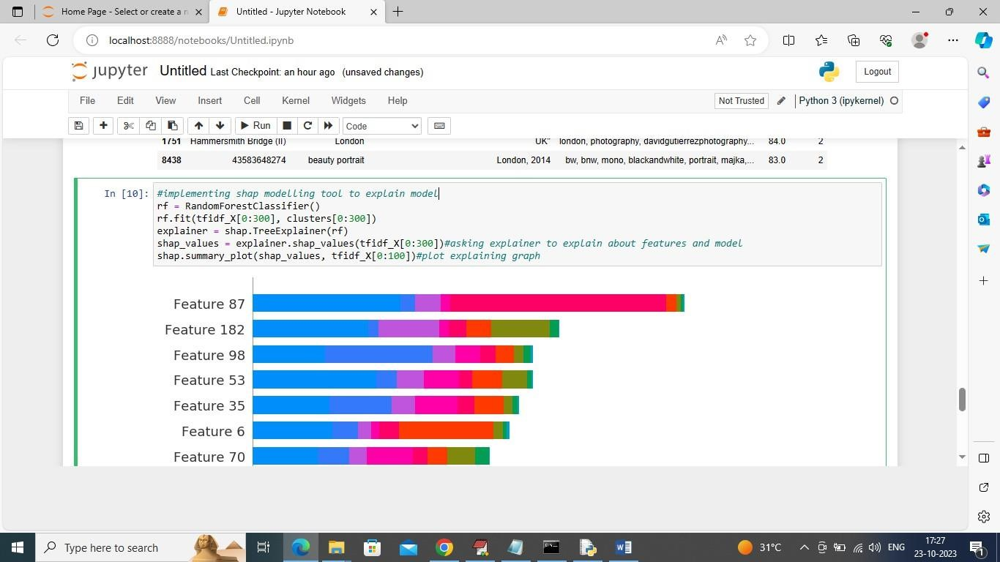 Home Page - Select or create a n
Untitled - Jupyter Notebook
localhost:8888/notebooks/Untitled.ipynb
jupyter Untitled Last Checkpoint: an hour ago (unsaved changes)
Logout
File Edit View Insert Cell Kernel Widgets Help
Not Trusted
Python 3 (ipykernel)
Run
Code
1751 Hammersmith Bridge (II) London UK" london, photography, davidgutierrezphotography... 84.0 2
8438 43583648274 beauty portrait London, 2014 bw, bnw, mono, blackandwhite, portrait, majka,... 83.0 2
In [10]: #implementing shap modelling tool to explain model
rf = RandomForestClassifier()
rf.fit(tfidf_X[0:300], clusters[0:300])
explainer = shap.TreeExplainer(rf)
shap_values = explainer.shap_values(tfidf_X[0:300])#asking explainer to explain about features and model
shap.summary_plot(shap_values, tfidf_X[0:100])#plot explaining graph
Feature 87
Feature 182
Feature 98
Feature 53
Feature 35
Feature 6
Feature 70
Type here to search
31°C
ENG
17:27
23-10-2023
1